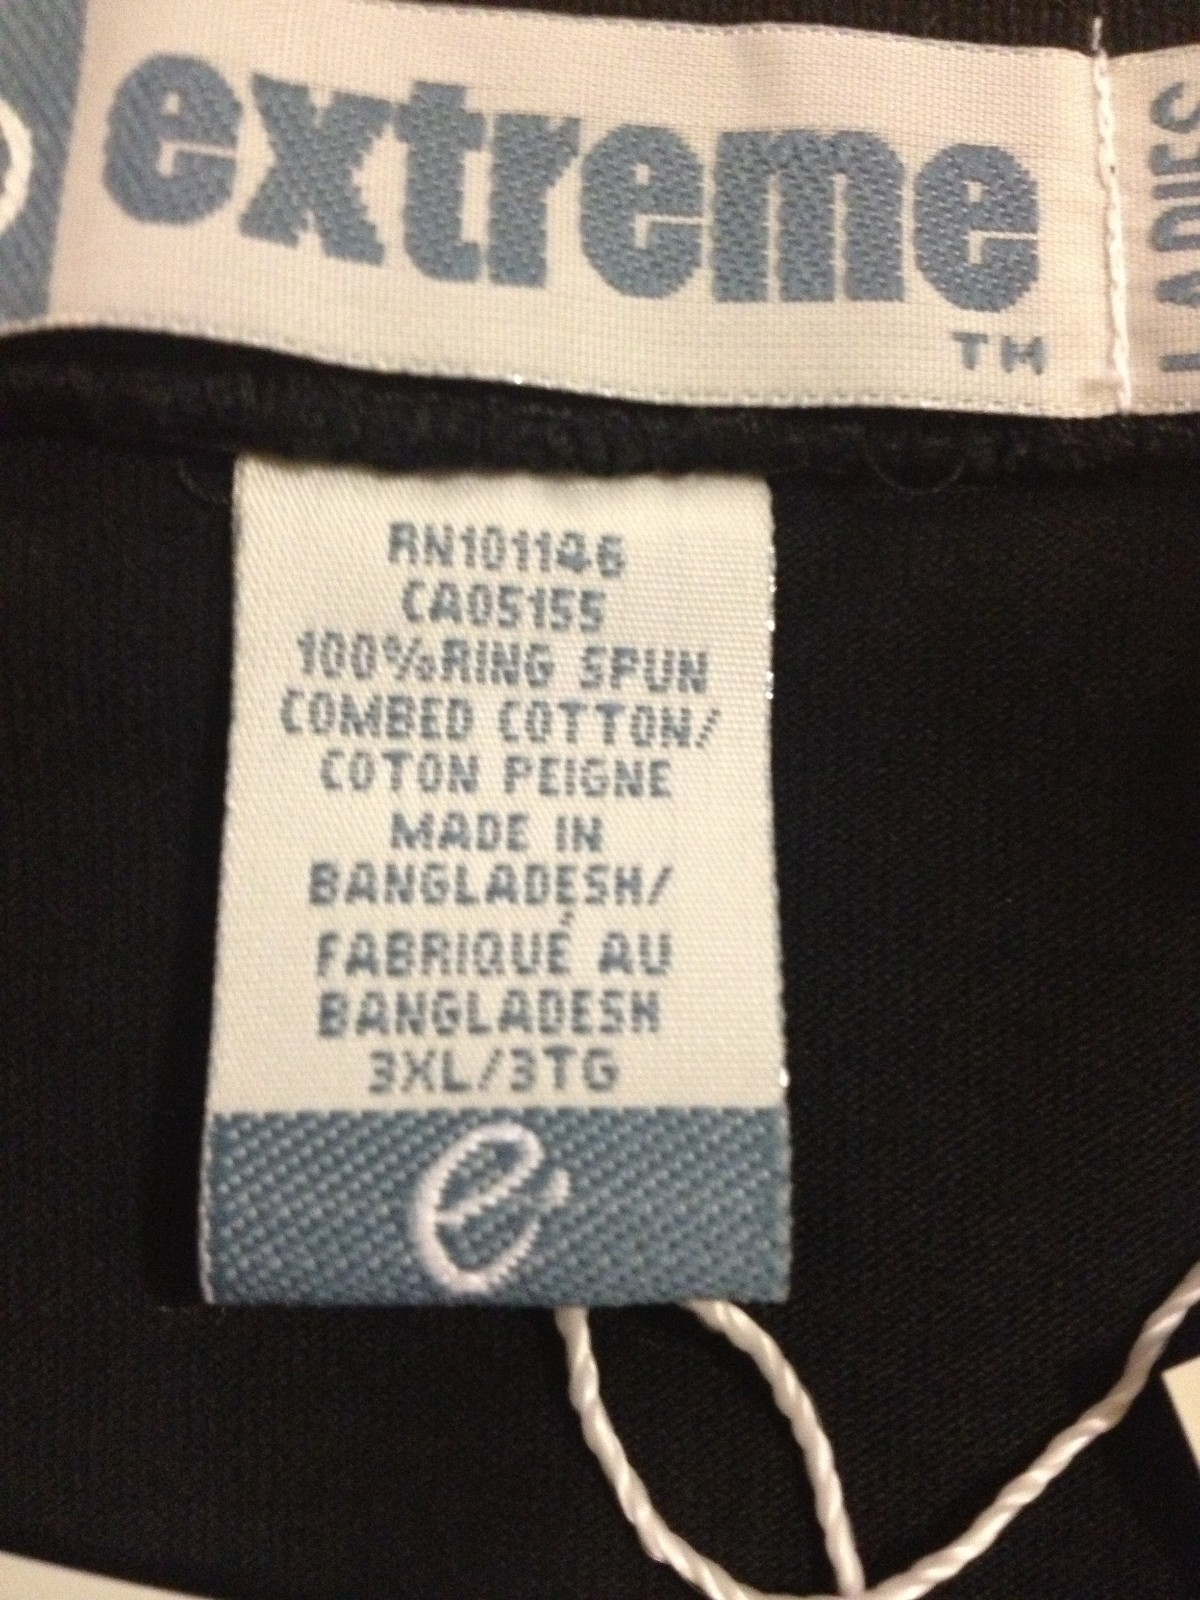 extreme
TM
LADIES
RN101146
CA05155
100%RING SPUN
COMBED COTTON/
COTON PEIGNE
MADE IN
BANGLADESH/
FABRIQUÉ AU
BANGLADESH
3XL/3TG
e